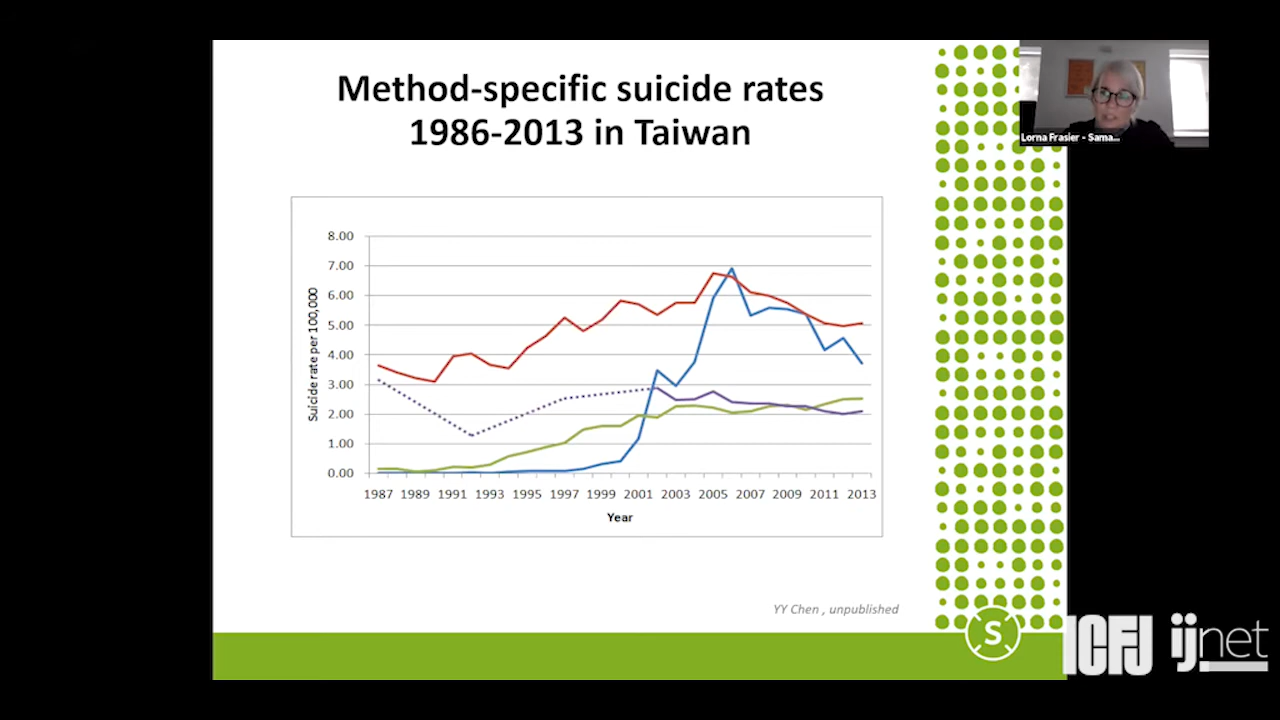 Method-specific suicide rates
1986-2013 in Taiwan
Lorna Frasier - Sama...
8.00
7.00
6.00
5.00
4.00
3.00
2.00
1.00
0.00
Suicide rate per 100,000
1987 1989 1991 1993 1995 1997 1999 2001 2003 2005 2007 2009 2011 2013
Year
YY Chen , unpublished
S
ICFJ ijnet